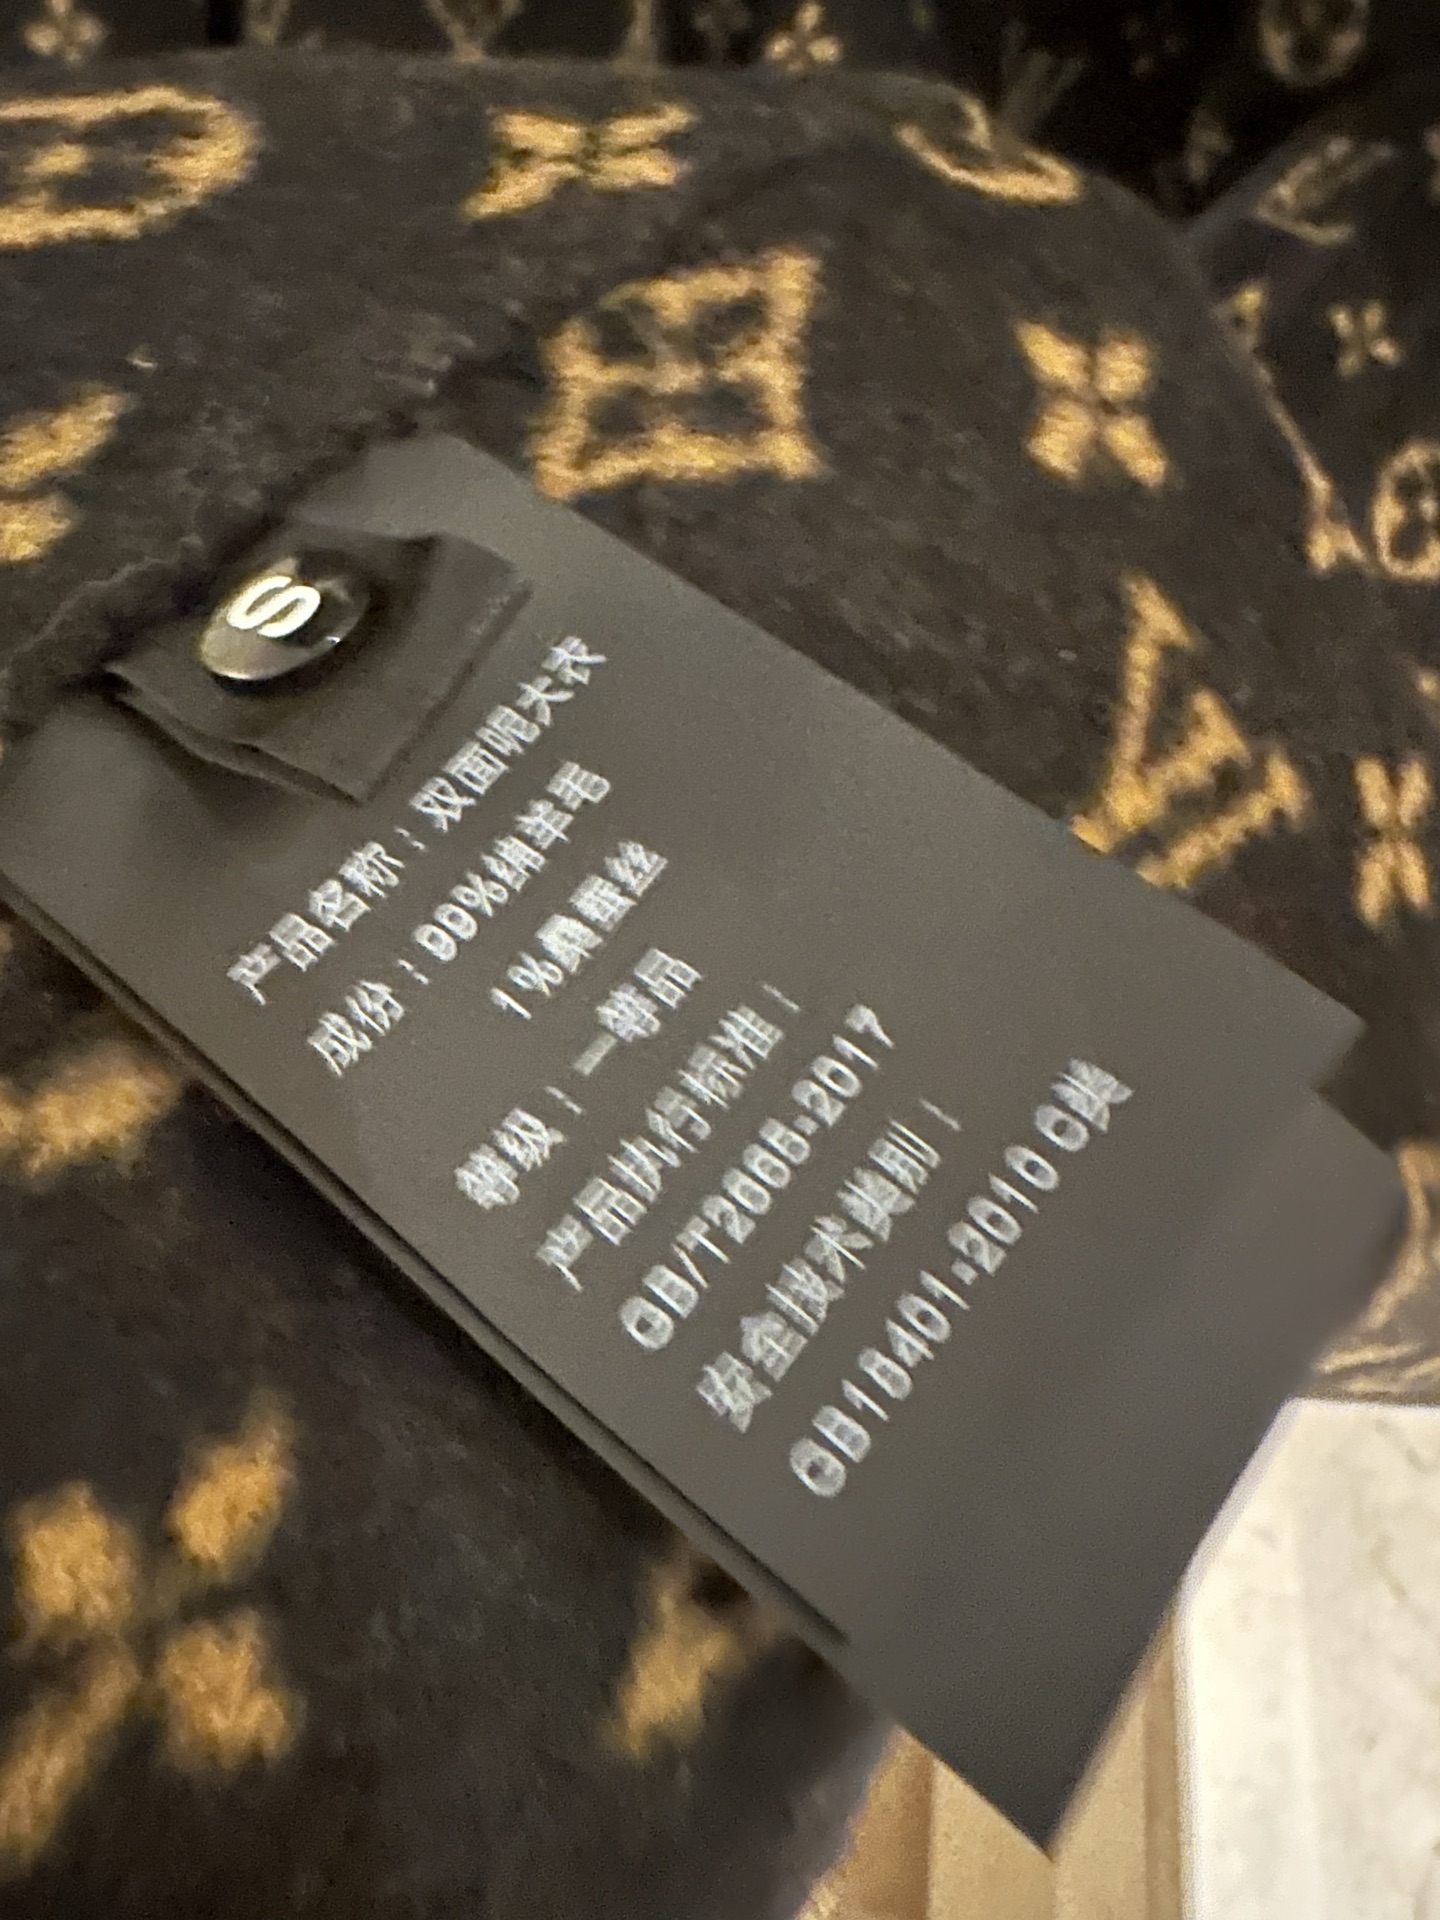 S
产品名称：双面呢大衣
成份：99%绵羊毛
1%桑蚕丝
等级：一等品
产品执行标准：
GB/T2665-2017
安全技术类别：
GB18401-2010 C类